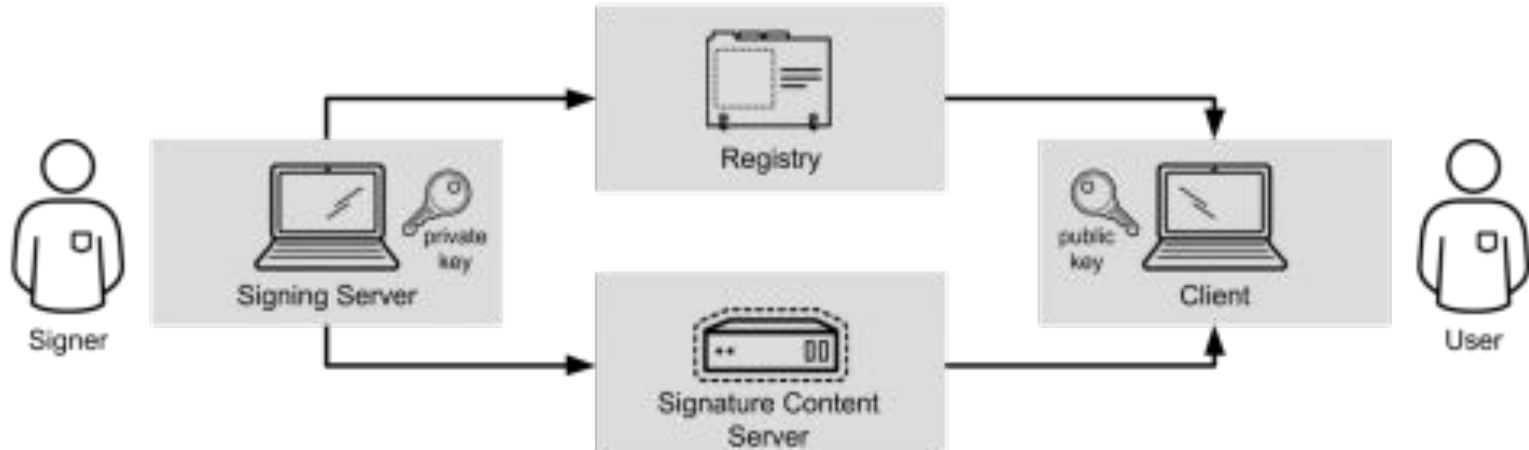 Registry
private
key
Signing Server
Signer
public
key
Client
User
Signature Content
Server